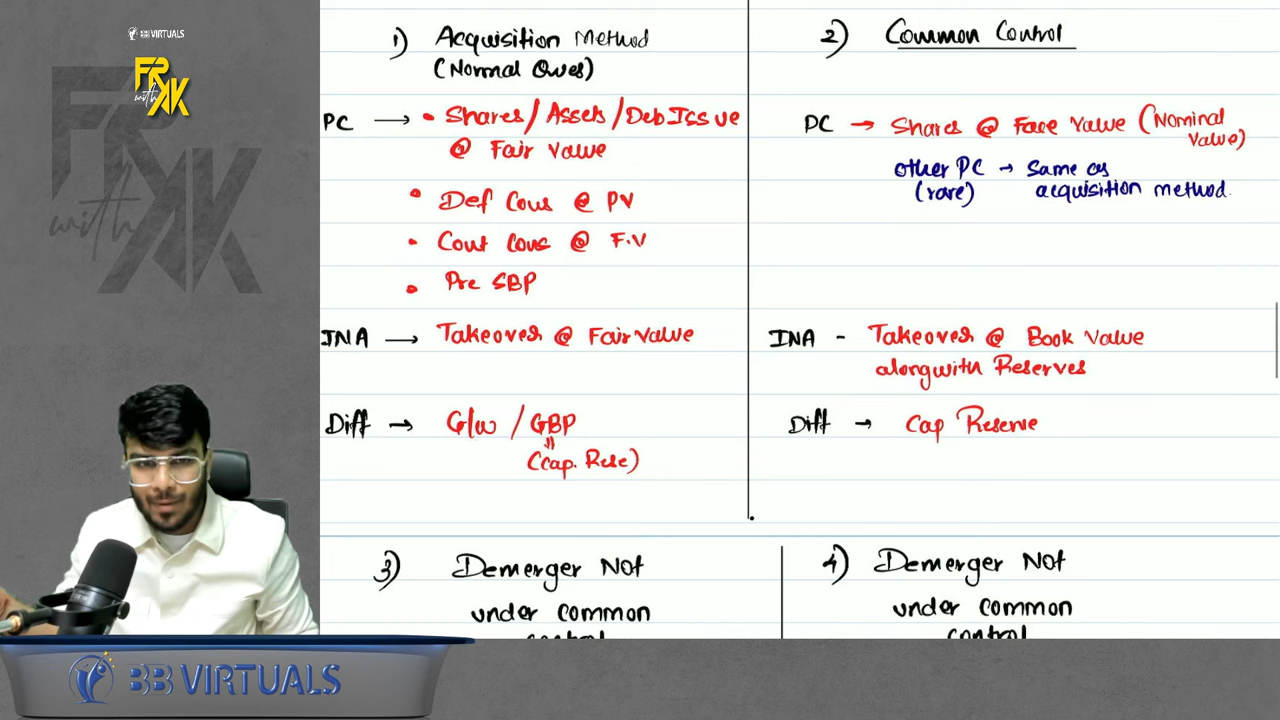 BB VIRTUALS
FR
with
KK
1) Acquisition Method
(Normal Ques)
PC → • Shares / Assets / Deb Issue
@ Fair value
• Def Cons @ PV
• Cont Cons @ F.V
• Pre SBP
INA → Takeover @ Fair value
Diff → G/w / GBP
(Cap. Rese)
2) Common Control
PC → Shares @ Face value (Nominal
value)
other PC → Same as
(rare) acquisition method.
INA - Takeover @ Book value
alongwith Reserves
Diff → Cap Reserve
3) Demerger Not
under common
control
4) Demerger Not
under common
control
BB VIRTUALS